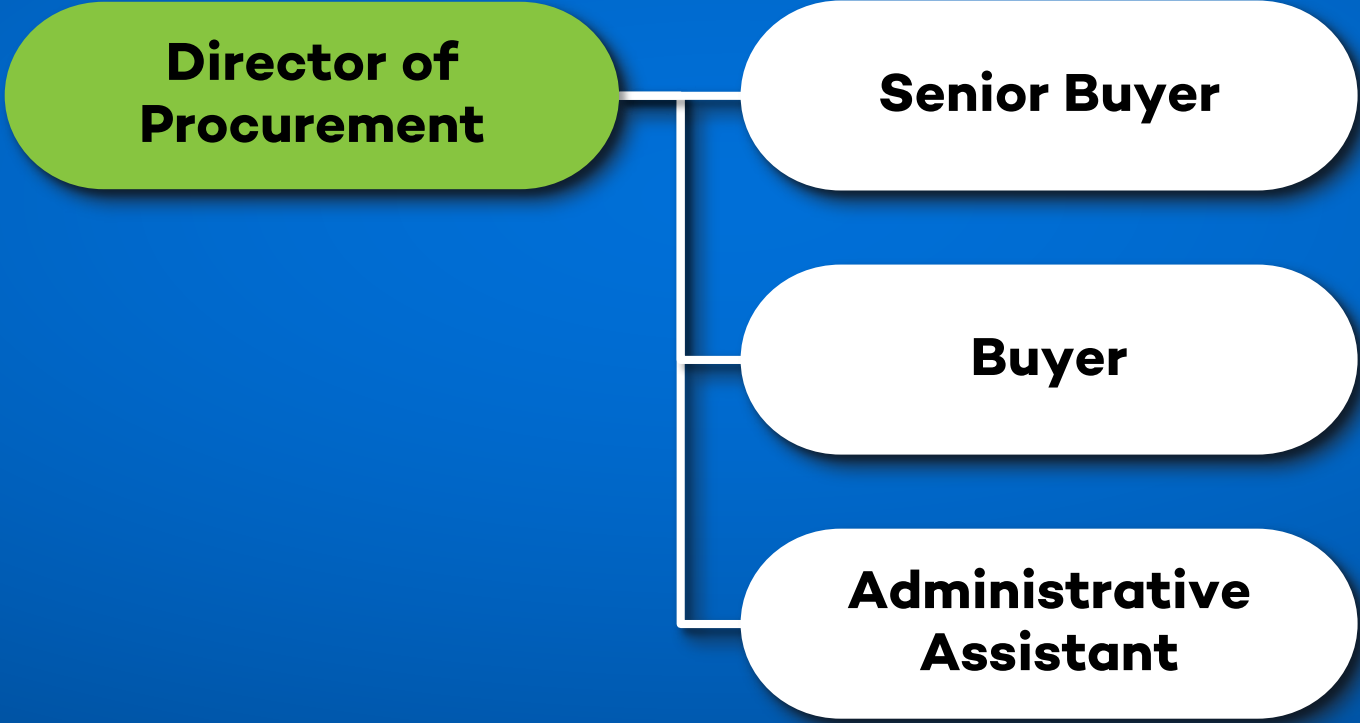 Director of
Procurement
Senior Buyer
Buyer
Administrative
Assistant